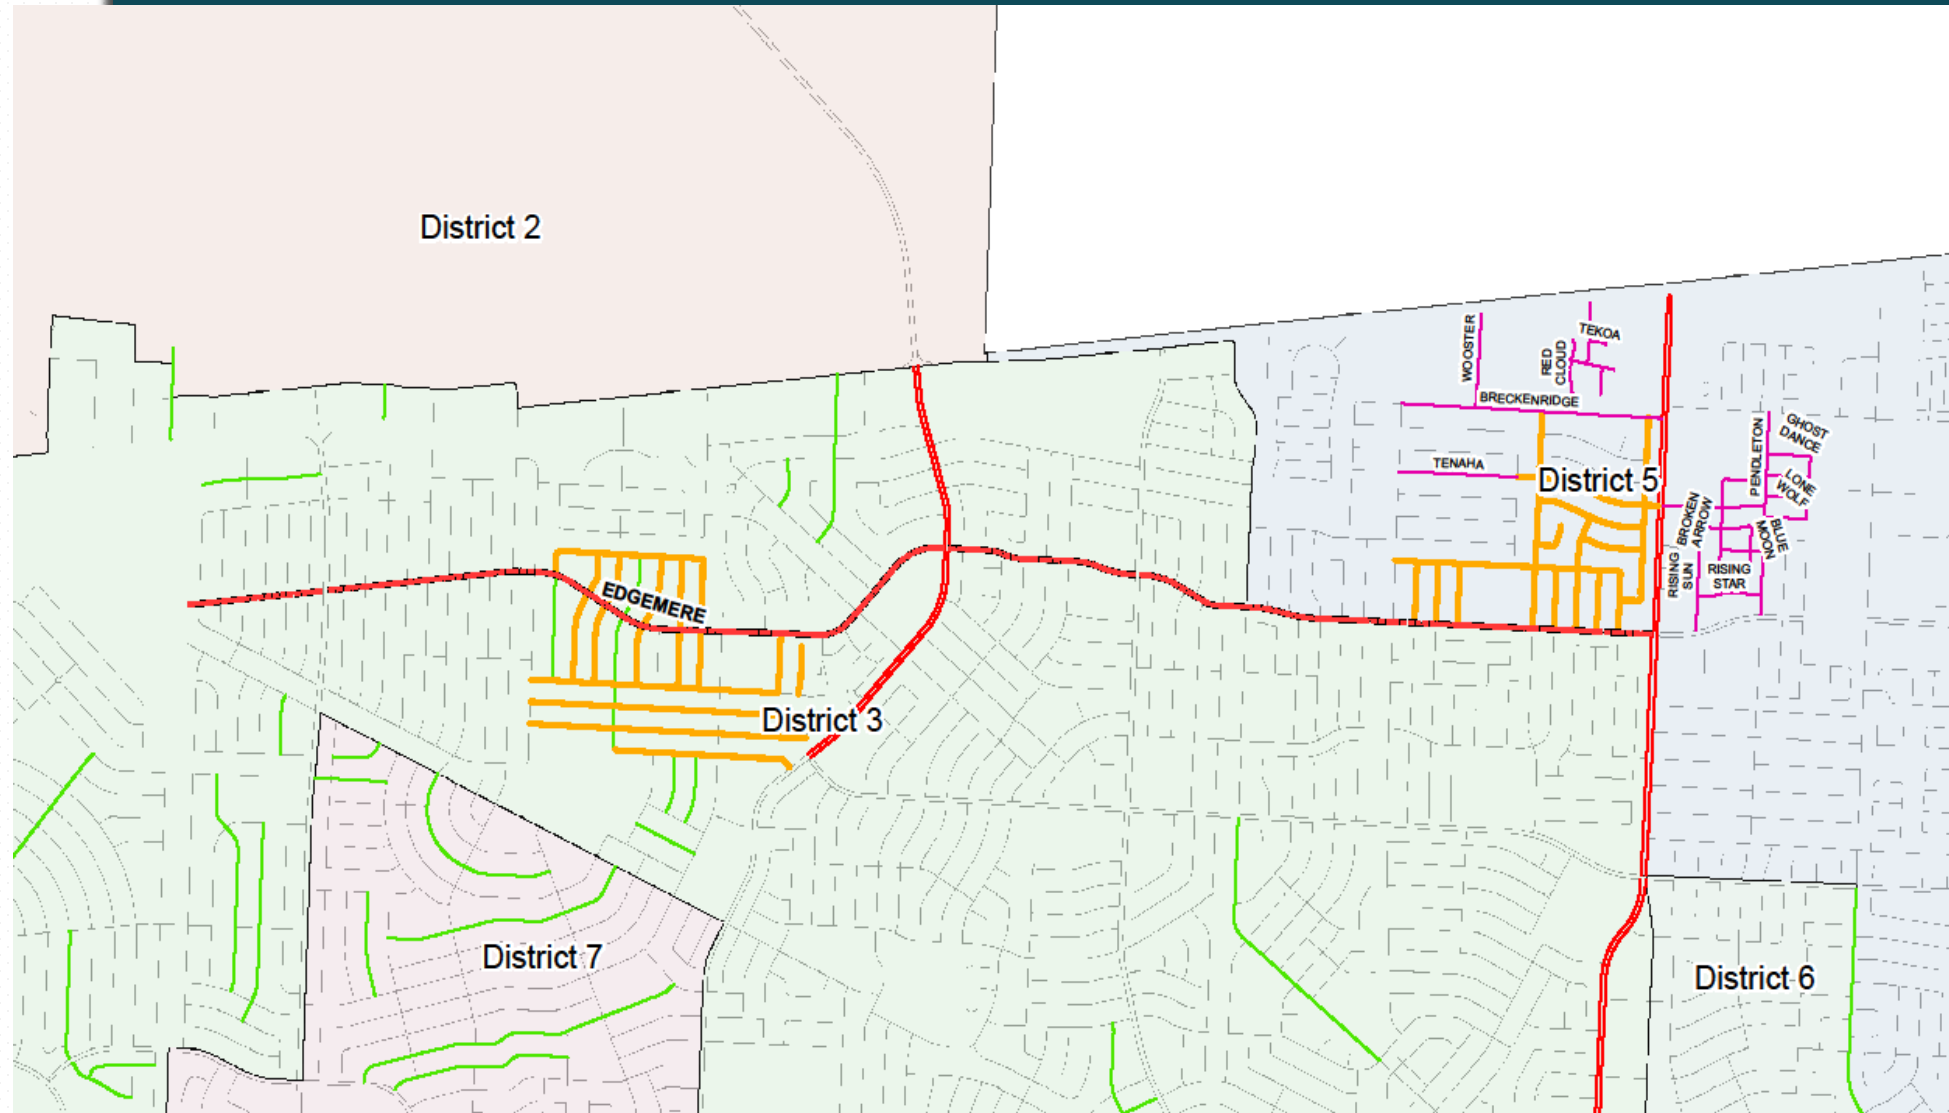 District 2
WOOSTER
TEKOA
RED
CLOUD
BRECKENRIDGE
GHOST
DANCE
PENDLETON
TENAHA
District 5
LONE
WOLF
BROKEN
ARROW
BLUE
MOON
RISING
SUN
RISING
STAR
EDGEMERE
District 3
District 7
District 6